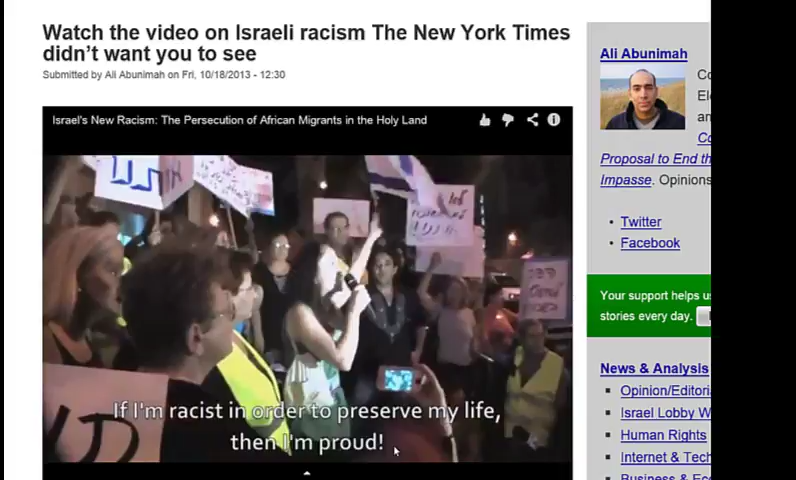 Watch the video on Israeli racism The New York Times
didn't want you to see
Submitted by Ali Abunimah on Fri, 10/18/2013 - 12:30
Israel's New Racism: The Persecution of African Migrants in the Holy Land
If I'm racist in order to preserve my life,
then I'm proud!
Ali Abunimah
Proposal to End th
Impasse. Opinions
• Twitter
• Facebook
Your support helps
stories every day.
News & Analysis
Opinion/Editori
Israel Lobby W
Human Rights
Internet & Tech
Business & Ec